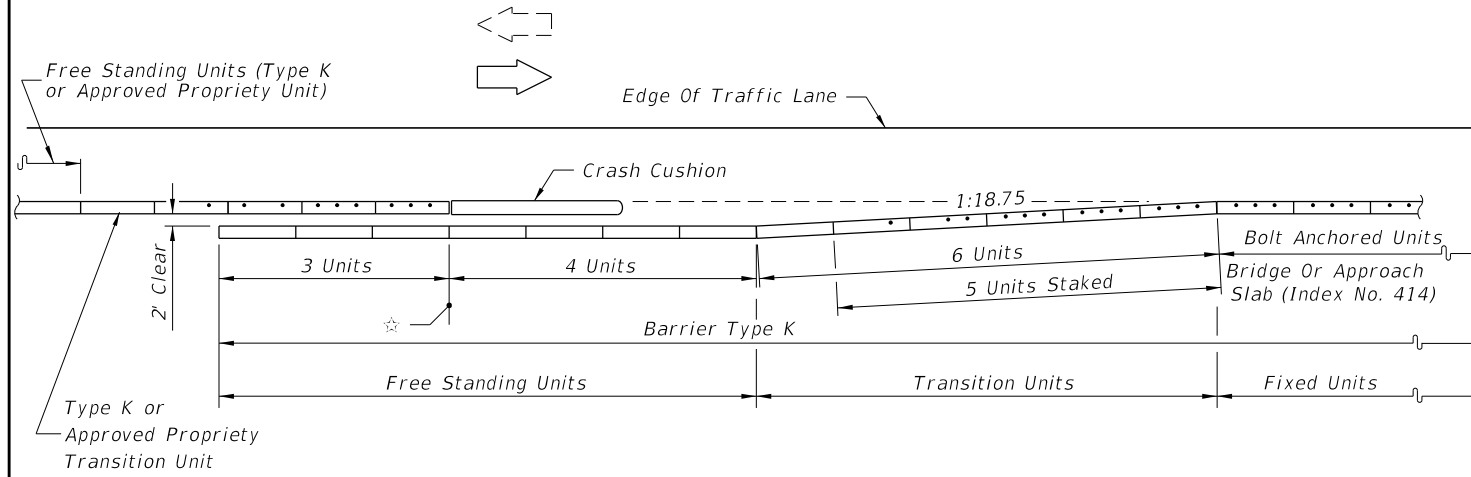 Free Standing Units (Type K
or Approved Propriety Unit)
Edge Of Traffic Lane
Crash Cushion
1:18.75
2' Clear
3 Units
4 Units
6 Units
5 Units Staked
Bolt Anchored Units
Bridge Or Approach
Slab (Index No. 414)
Barrier Type K
Free Standing Units
Transition Units
Fixed Units
Type K or
Approved Propriety
Transition Unit